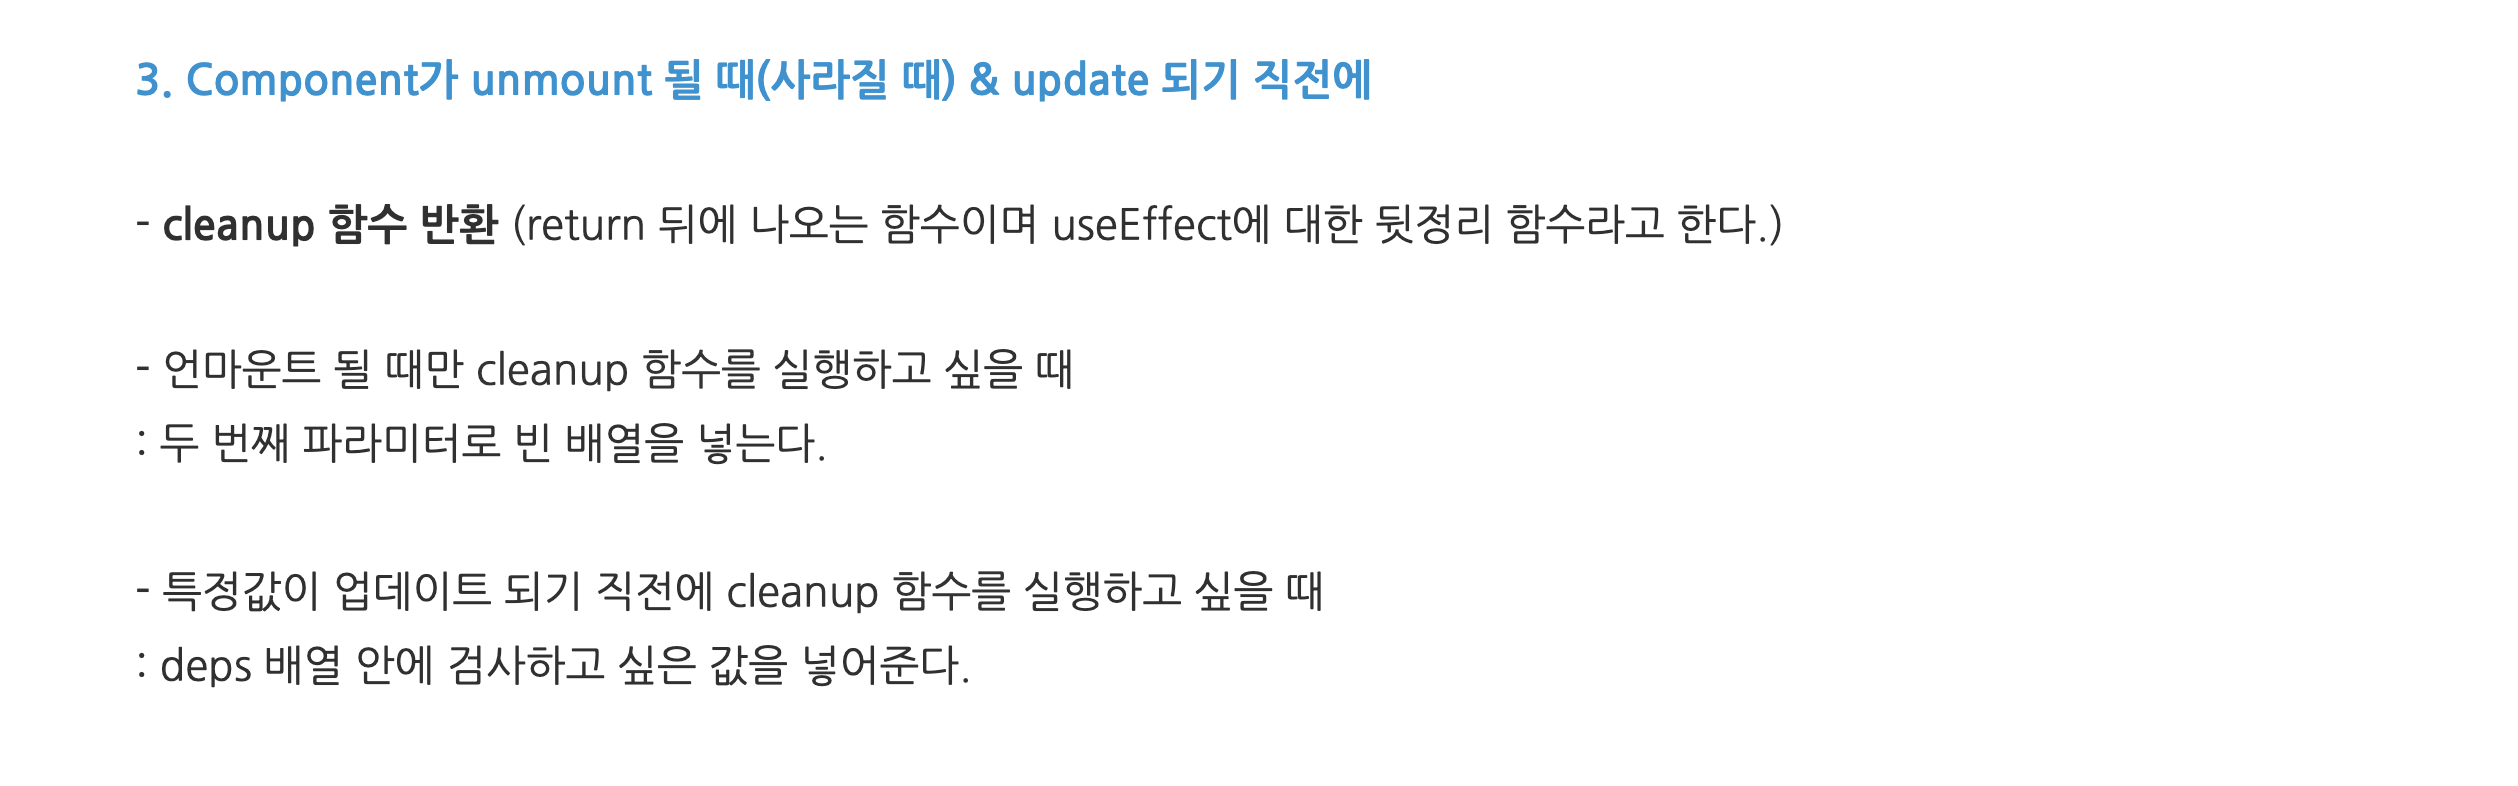 3. Component가 unmount 될 때(사라질 때) & update되기 직전에
- cleanup 함수 반환 (return 뒤에 나오는 함수이며 useEffect에 대한 뒷정리 함수라고 한다.)
- 언마운트 될 때만 cleanup 함수를 실행하고 싶을 때
: 두 번째 파라미터로 빈 배열을 넣는다.
- 특정값이 업데이트 되기 직전에 cleanup 함수를 실행하고 싶을 때
: deps 배열 안에 검사하고 싶은 값을 넣어준다.